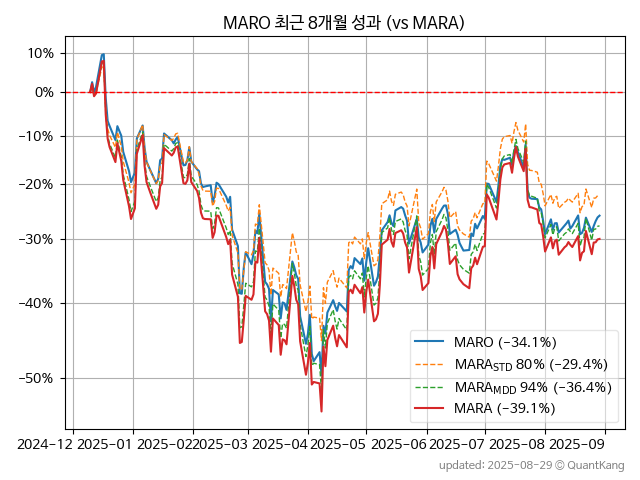 MARO 최근 8개월 성과 (vs MARA)
10%
0%
−10%
−20%
−30%
−40%
−50%
MARO (−34.1%)
MARA_STD 80% (−29.4%)
MARA_MDD 94% (−36.4%)
MARA (−39.1%)
2024−12 2025−01 2025−02 2025−03 2025−04 2025−05 2025−06 2025−07 2025−08 2025−09
updated: 2025−08−29 © QuantKang